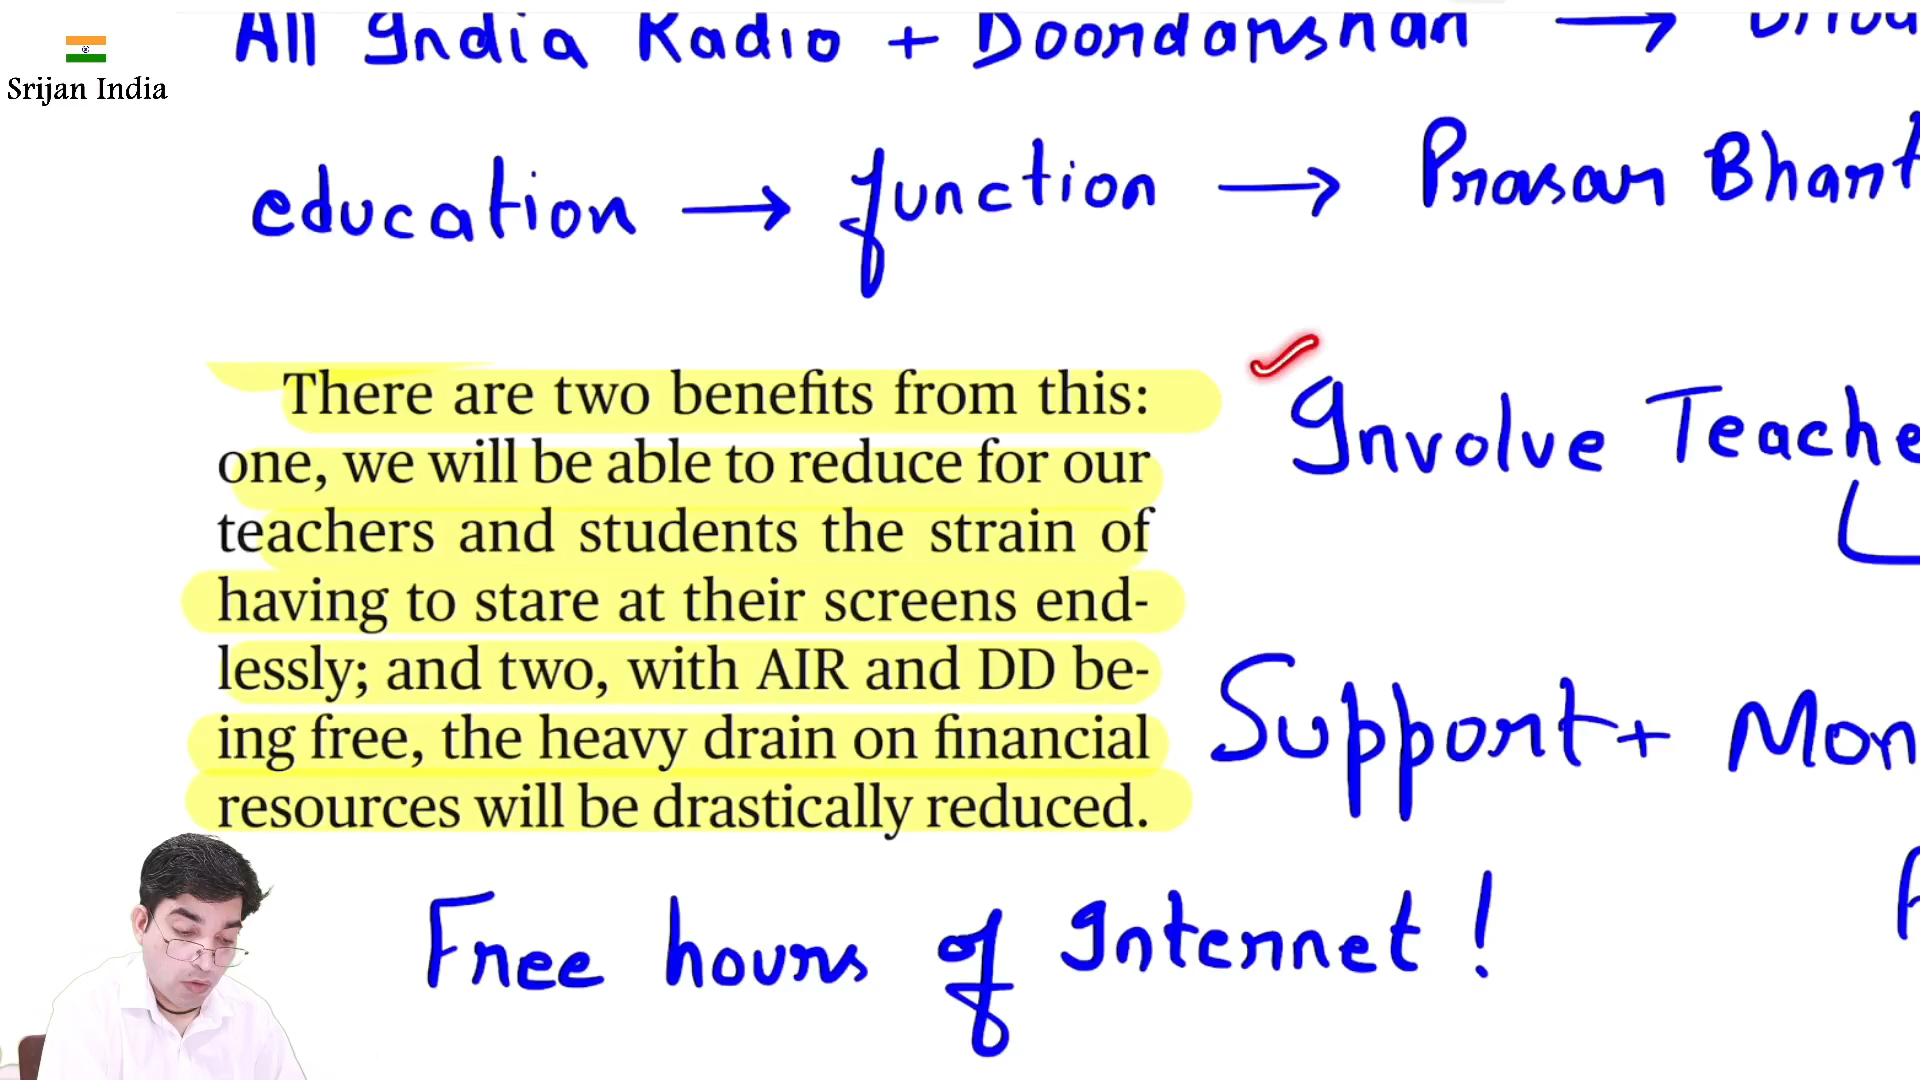 All India Radio + Doordarshan →
Srijan India
education → function → Prasar
Involve
There are two benefits from this:
one, we will be able to reduce for our
teachers and students the strain of
having to stare at their screens end-
lessly; and two, with AIR and DD be-
ing free, the heavy drain on financial
resources will be drastically reduced.
Support +
Free hours of Internet !